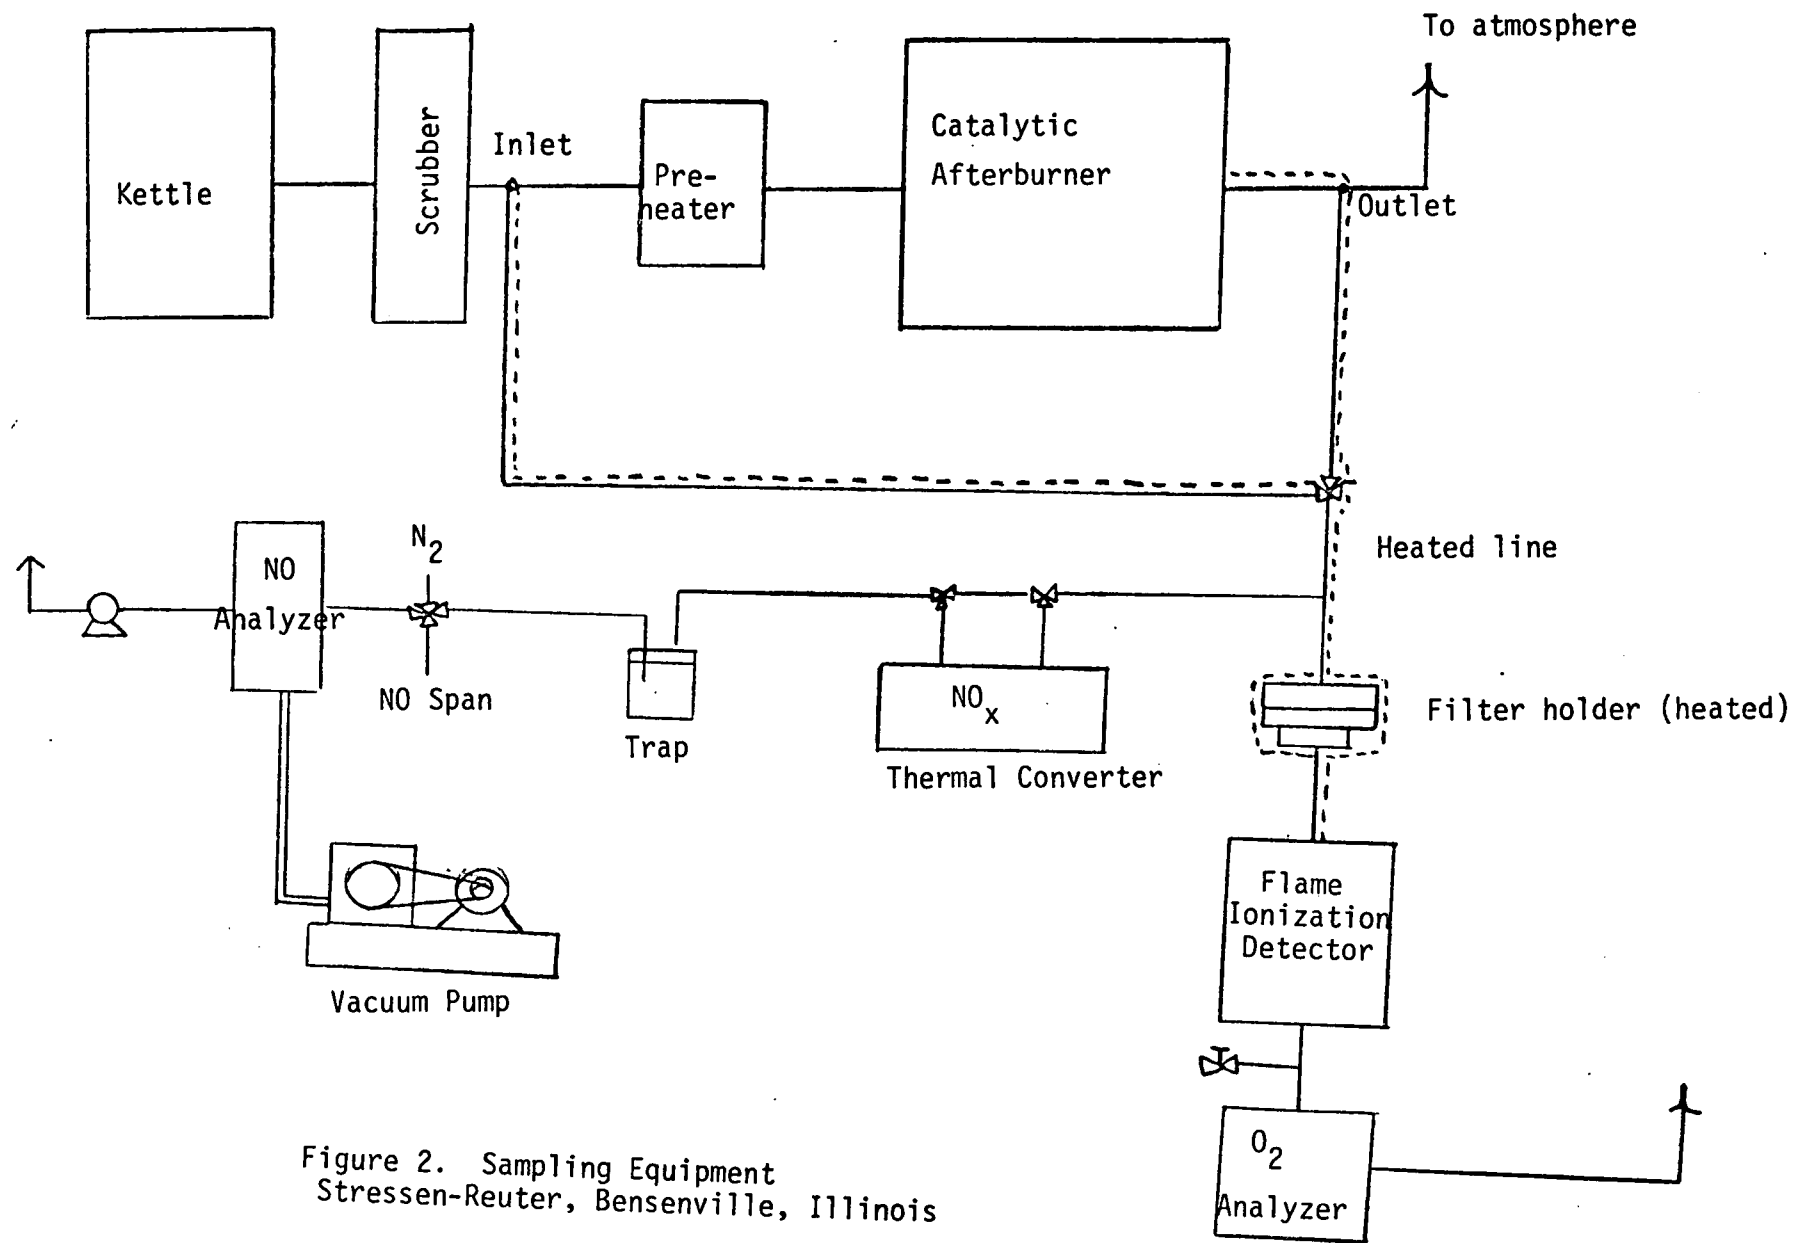 To atmosphere
Kettle
Scrubber
Inlet
Pre-
heater
Catalytic
Afterburner
Outlet
Heated line
N2
NO
Analyzer
NO Span
Trap
NOx
Thermal Converter
Filter holder (heated)
Flame
Ionization
Detector
Vacuum Pump
O2
Analyzer
Figure 2. Sampling Equipment
Stressen-Reuter, Bensenville, Illinois